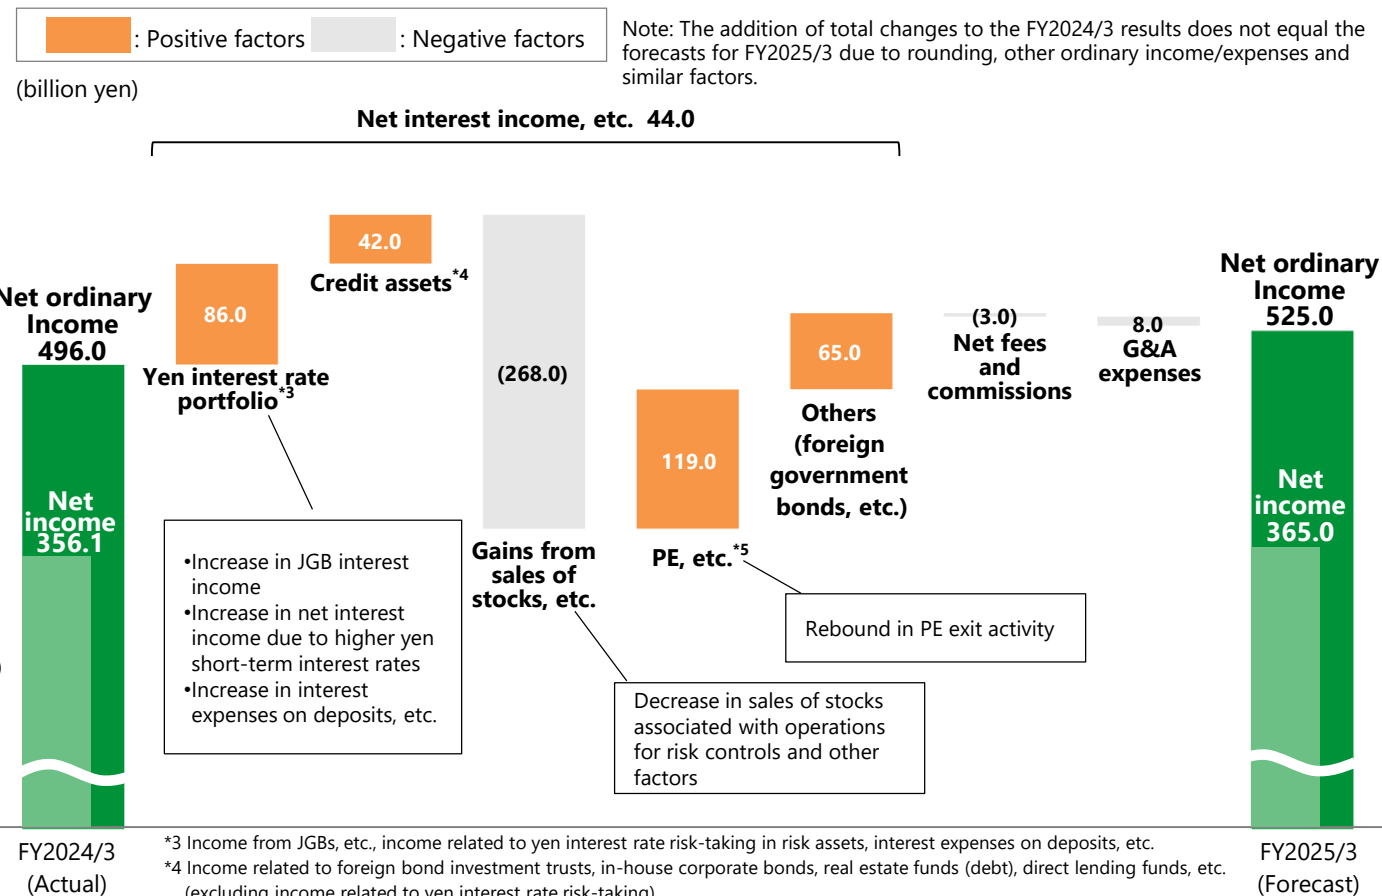 : Positive factors
: Negative factors
Note: The addition of total changes to the FY2024/3 results does not equal the
forecasts for FY2025/3 due to rounding, other ordinary income/expenses and
similar factors.
(billion yen)
Net interest income, etc. 44.0
Net ordinary
Income
496.0
Net
income
356.1
86.0
Yen interest rate
portfolio*3
•Increase in JGB interest
income
•Increase in net interest
income due to higher yen
short-term interest rates
•Increase in interest
expenses on deposits, etc.
42.0
Credit assets*4
(268.0)
Gains from
sales of
stocks, etc.
Decrease in sales of stocks
associated with operations
for risk controls and other
factors
119.0
PE, etc.*5
Rebound in PE exit activity
65.0
Others
(foreign
government
bonds, etc.)
(3.0)
Net fees
and
commissions
8.0
G&A
expenses
Net ordinary
Income
525.0
Net
income
365.0
)
FY2024/3
(Actual)
FY2025/3
(Forecast)
*3 Income from JGBs, etc., income related to yen interest rate risk-taking in risk assets, interest expenses on deposits, etc.
*4 Income related to foreign bond investment trusts, in-house corporate bonds, real estate funds (debt), direct lending funds, etc.
(excluding income related to yen interest rate risk-taking)